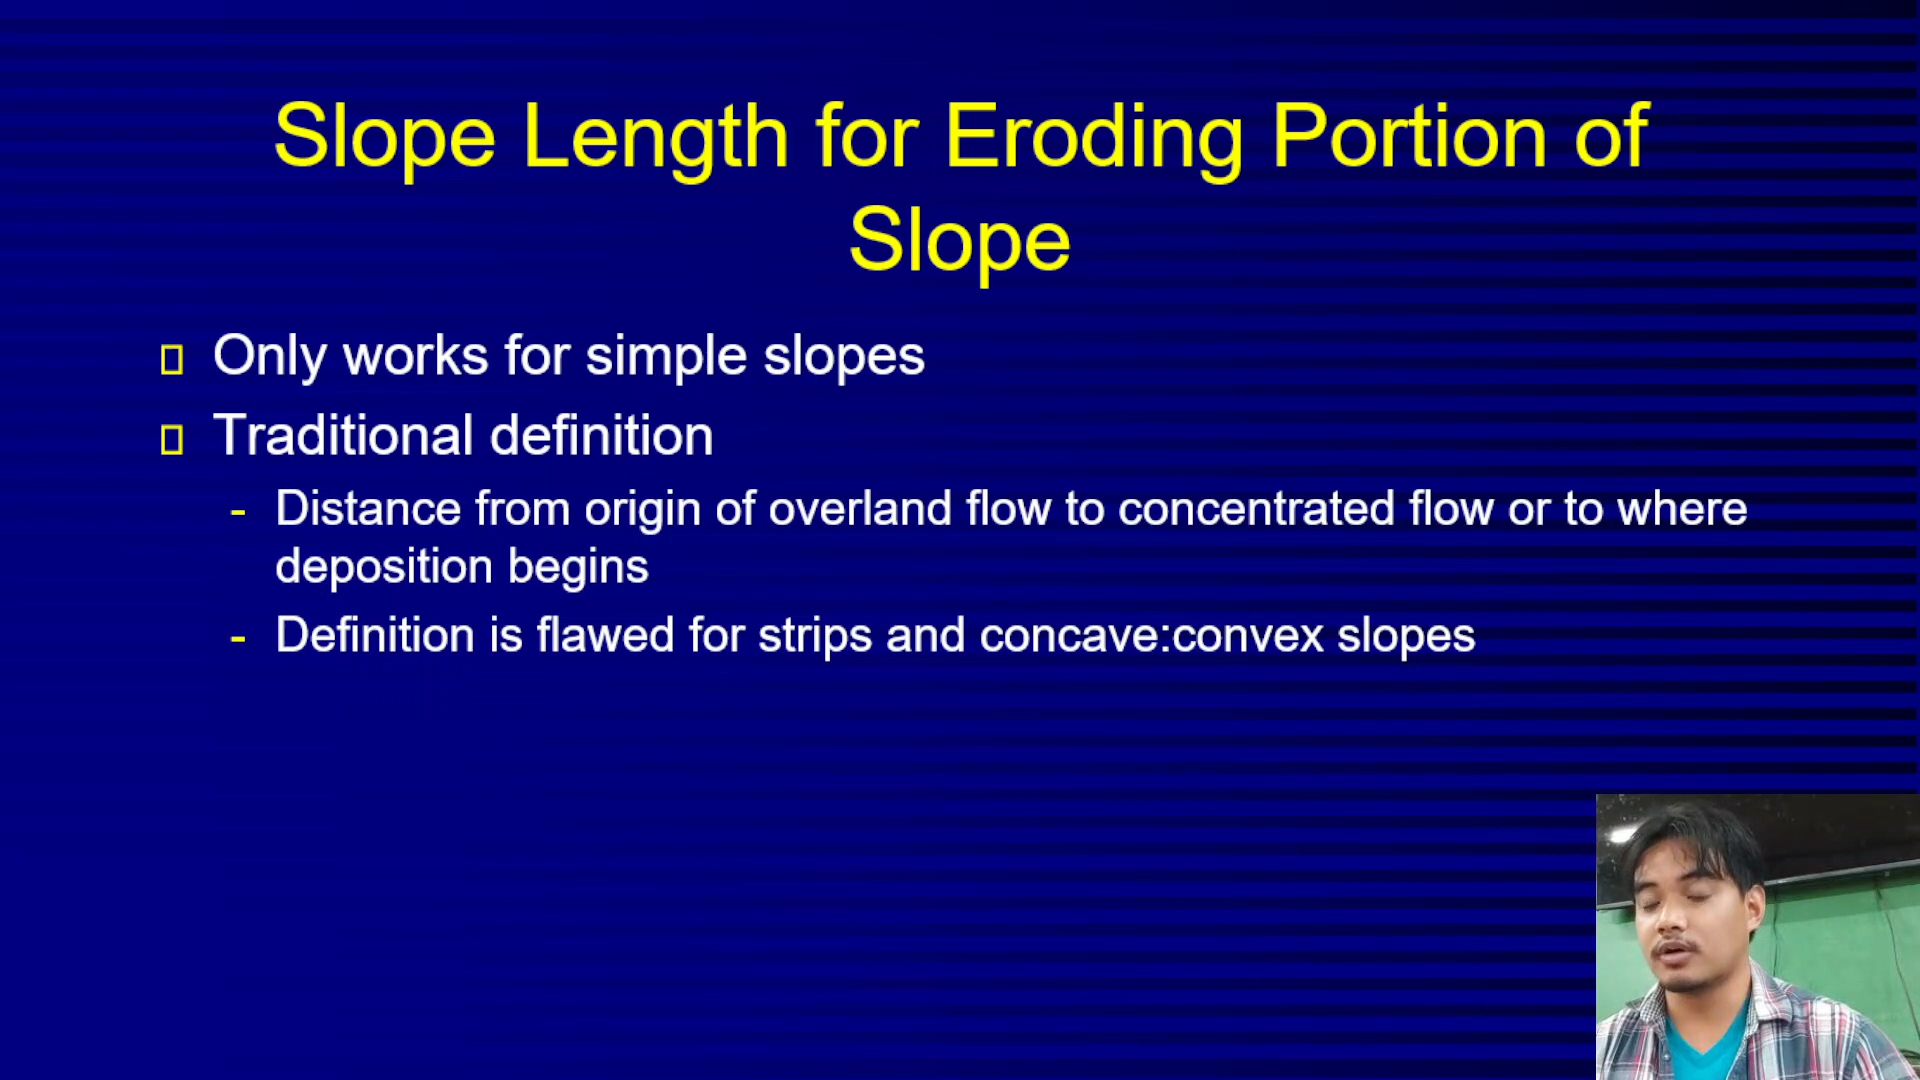 Slope Length for Eroding Portion of
Slope
Only works for simple slopes
Traditional definition
- Distance from origin of overland flow to concentrated flow or to where
deposition begins
- Definition is flawed for strips and concave:convex slopes